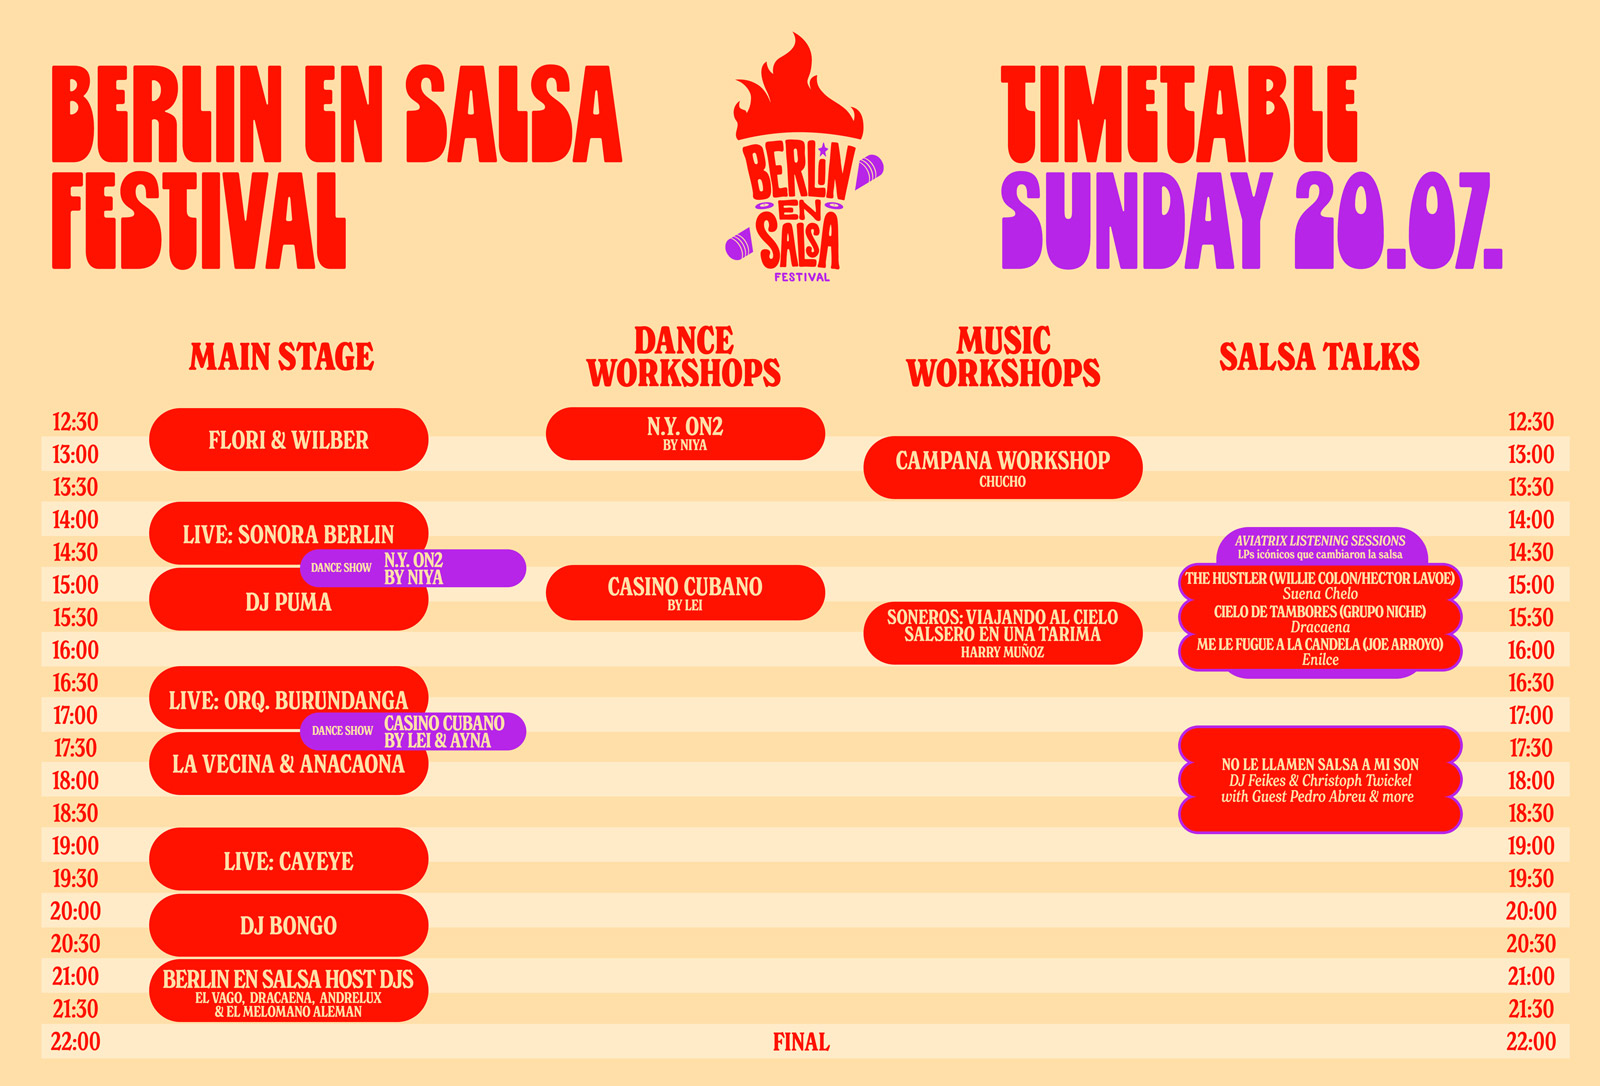 BERLIN EN SALSA
FESTIVAL
BERLIN
EN
SALSA
FESTIVAL
TIMETABLE
SUNDAY 20.07.
MAIN STAGE
DANCE
WORKSHOPS
MUSIC
WORKSHOPS
SALSA TALKS
12:30
13:00
13:30
14:00
14:30
15:00
15:30
16:00
16:30
17:00
17:30
18:00
18:30
19:00
19:30
20:00
20:30
21:00
21:30
22:00
FLORI & WILBER
LIVE: SONORA BERLIN
DANCE SHOW
N.Y. ON2
BY NIYA
DJ PUMA
LIVE: ORQ. BURUNDANGA
DANCE SHOW
CASINO CUBANO
BY LEI & AYNA
LA VECINA & ANACAONA
LIVE: CAYEYE
DJ BONGO
BERLIN EN SALSA HOST DJS
EL VAGO, DRACAENA, ANDRELUX
& EL MELOMANO ALEMAN
N.Y. ON2
BY NIYA
CASINO CUBANO
BY LEI
CAMPANA WORKSHOP
CHUCHO
SONEROS: VIAJANDO AL CIELO
SALSERO EN UNA TARIMA
HARRY MUÑOZ
AVIATRIX LISTENING SESSIONS
LPs icónicos que cambiaron la salsa
THE HUSTLER (WILLIE COLON/HECTOR LAVOE)
Suena Chelo
CIELO DE TAMBORES (GRUPO NICHE)
Dracaena
ME LE FUGUE A LA CANDELA (JOE ARROYO)
Enilce
NO LE LLAMEN SALSA A MI SON
DJ Feikes & Christoph Twickel
with Guest Pedro Abreu & more
12:30
13:00
13:30
14:00
14:30
15:00
15:30
16:00
16:30
17:00
17:30
18:00
18:30
19:00
19:30
20:00
20:30
21:00
21:30
22:00
FINAL